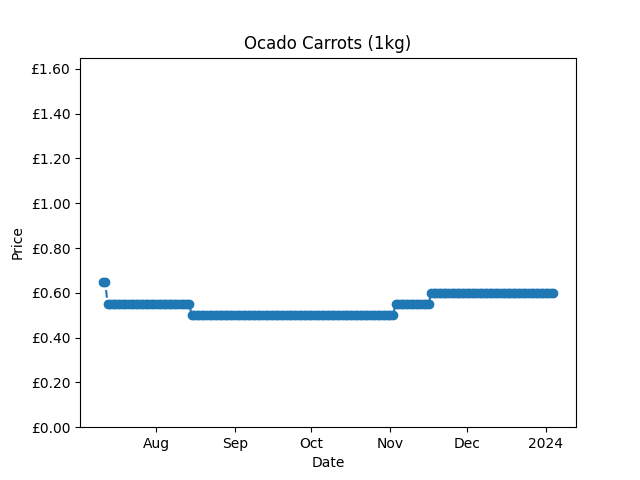 Ocado Carrots (1kg)
£1.60
£1.40
£1.20
£1.00
£0.80
£0.60
£0.40
£0.20
£0.00
Price
Aug Sep Oct Nov Dec 2024
Date